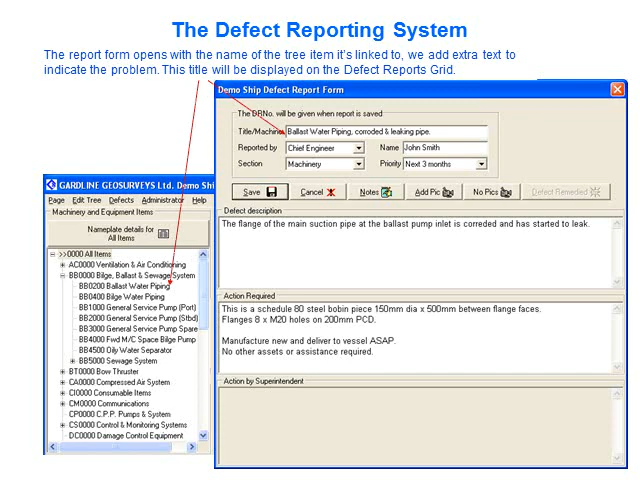 The Defect Reporting System
The report form opens with the name of the tree item it's linked to, we add extra text to
indicate the problem. This title will be displayed on the Defect Reports Grid.
Demo Ship Defect Report Form
The DRNo. will be given when report is saved
Title/Machine Ballast Water Piping, corroded & leaking pipe.
Reported by Chief Engineer Name John Smith
Section Machinery Priority Next 3 months
Save Cancel Notes Add Pic No Pics Defect Remedied
Defect description
The flange of the main suction pipe at the ballast pump inlet is correded and has started to leak.
Action Required
This is a schedule 80 steel bobin piece 150mm dia x 500mm between flange faces.
Flanges 8 x M20 holes on 200mm PCD.
Manufacture new and deliver to vessel ASAP.
No other assets or assistance required.
Action by Superintendent
GARDLINE GEOSURVEYS Ltd. Demo Shi
Page Edit Tree Defects Administrator Help
Machinery and Equipment Items
Nameplate details for
All Items
>>0000 All Items
AC0000 Ventilation & Air Conditioning
BB0000 Bilge, Ballast & Sewage System
BB0200 Ballast Water Piping
BB0400 Bilge Water Piping
BB1000 General Service Pump (Port)
BB2000 General Service Pump (Stbd)
BB3000 General Service Pump Spare
BB4000 Fwd M/C Space Bilge Pump
BB4500 Oily Water Separator
BB5000 Sewage System
BT0000 Bow Thruster
CA0000 Compressed Air System
CI0000 Consumable Items
CM0000 Communications
CP0000 C.P.P. Pumps & System
CS0000 Control & Monitoring Systems
DC0000 Damage Control Equipment